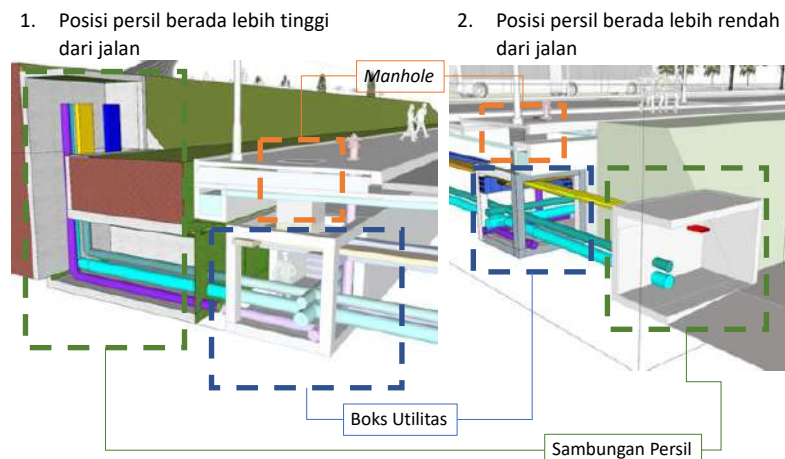 1. Posisi persil berada lebih tinggi
dari jalan
2. Posisi persil berada lebih rendah
dari jalan
Manhole
Boks Utilitas
Sambungan Persil